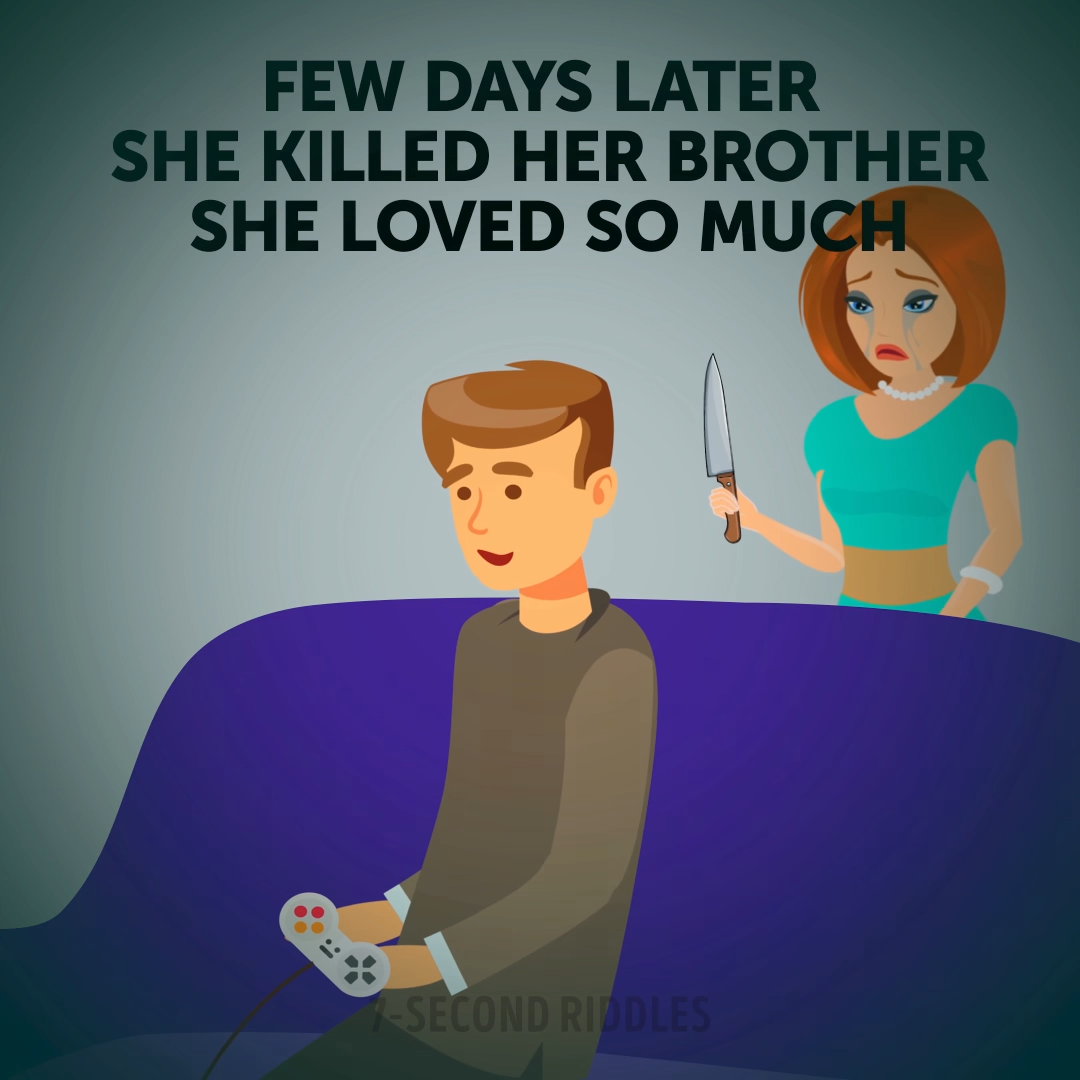 FEW DAYS LATER
SHE KILLED HER BROTHER
SHE LOVED SO MUCH
7-SECOND RIDDLES